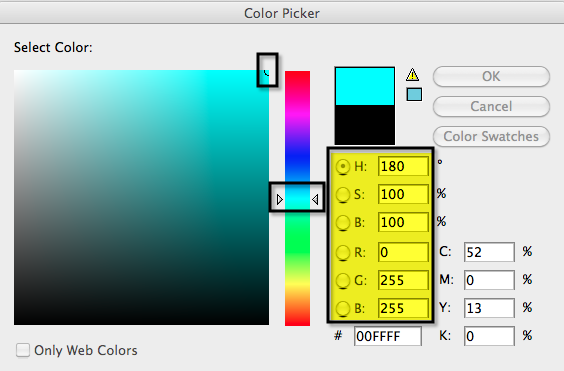 Color Picker
Select Color:
OK
Cancel
Color Swatches
H: 180 °
S: 100 %
B: 100 %
R: 0 C: 52 %
G: 255 M: 0 %
B: 255 Y: 13 %
# 00FFFF K: 0 %
Only Web Colors